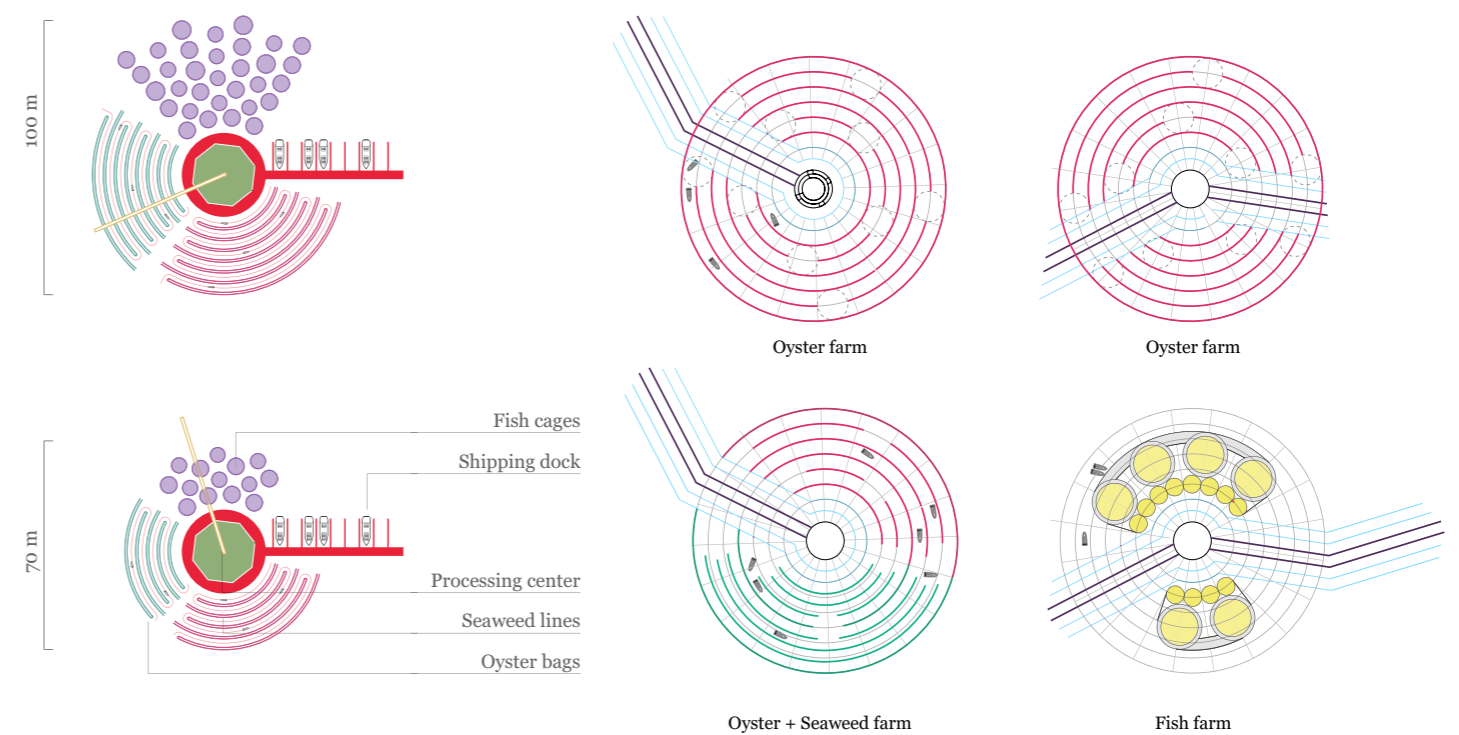 100 m
Oyster farm
Oyster farm
70 m
Fish cages
Shipping dock
Processing center
Seaweed lines
Oyster bags
Oyster + Seaweed farm
Fish farm